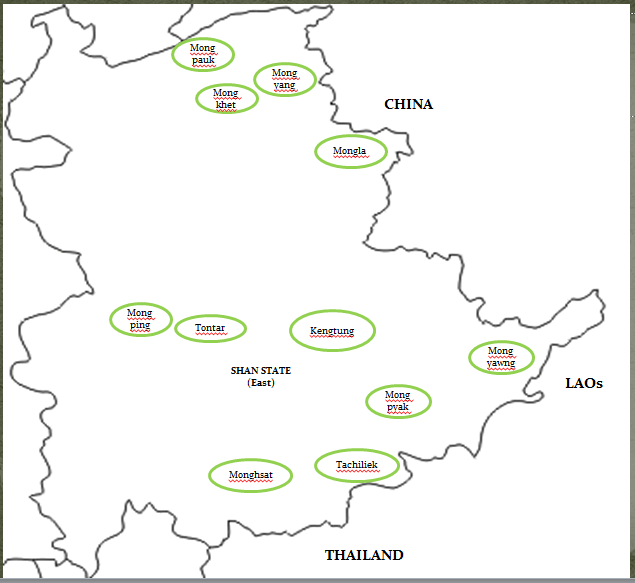 Mong
pauk
Mong
yang
Mong
khet
CHINA
Mongla
Mong
ping
Tontar
Kengtung
Mong
yawng
SHAN STATE
(East)
LAOs
Mong
pyak
Monghsat
Tachiliek
THAILAND